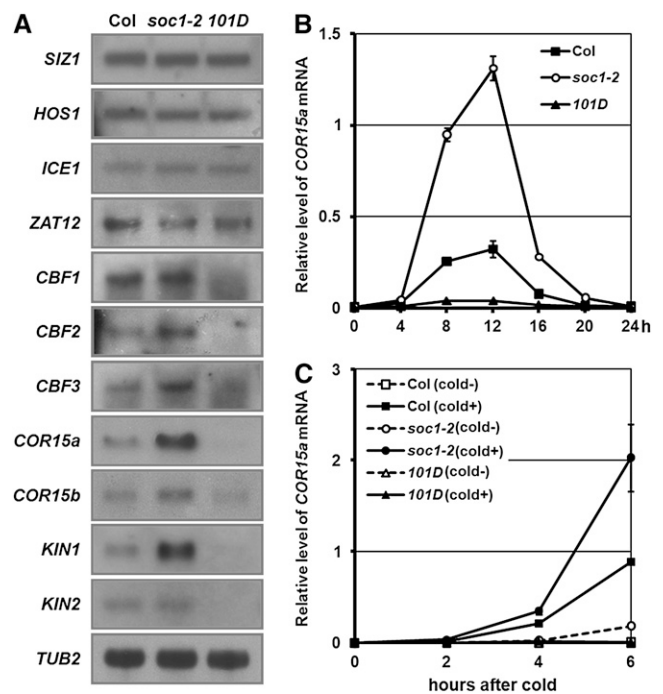 A
Col soc1-2 101D
SIZ1
HOS1
ICE1
ZAT12
CBF1
CBF2
CBF3
COR15a
COR15b
KIN1
KIN2
TUB2
B
Relative level of COR15a mRNA
1.5
1
0.5
0
Col
soc1-2
101D
0 4 8 12 16 20 24h
C
Relative level of COR15a mRNA
3
2
1
0
Col (cold-)
Col (cold+)
soc1-2 (cold-)
soc1-2 (cold+)
101D (cold-)
101D (cold+)
0 2 4 6
hours after cold